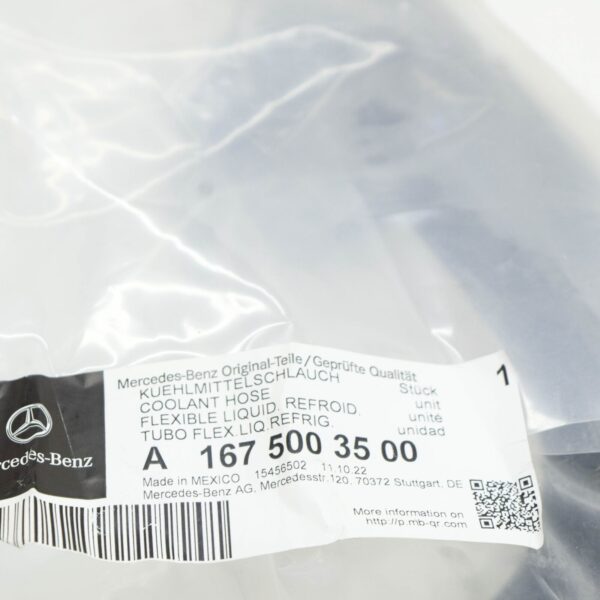 Mercedes-Benz Original-Teile/Geprüfte Qualität
KUEHLMITTELSCHLAUCH Stück 1
COOLANT HOSE unit
FLEXIBLE LIQUID. REFROID. unité
TUBO FLEX.LIQ.REFRIG. unidad
A 167 500 35 00
Made in MEXICO 15456502 11.10.22
Mercedes-Benz AG, Mercedesstr.120, 70372 Stuttgart, DE
More information on
http://p.mb-qr.com
rcedes-Benz